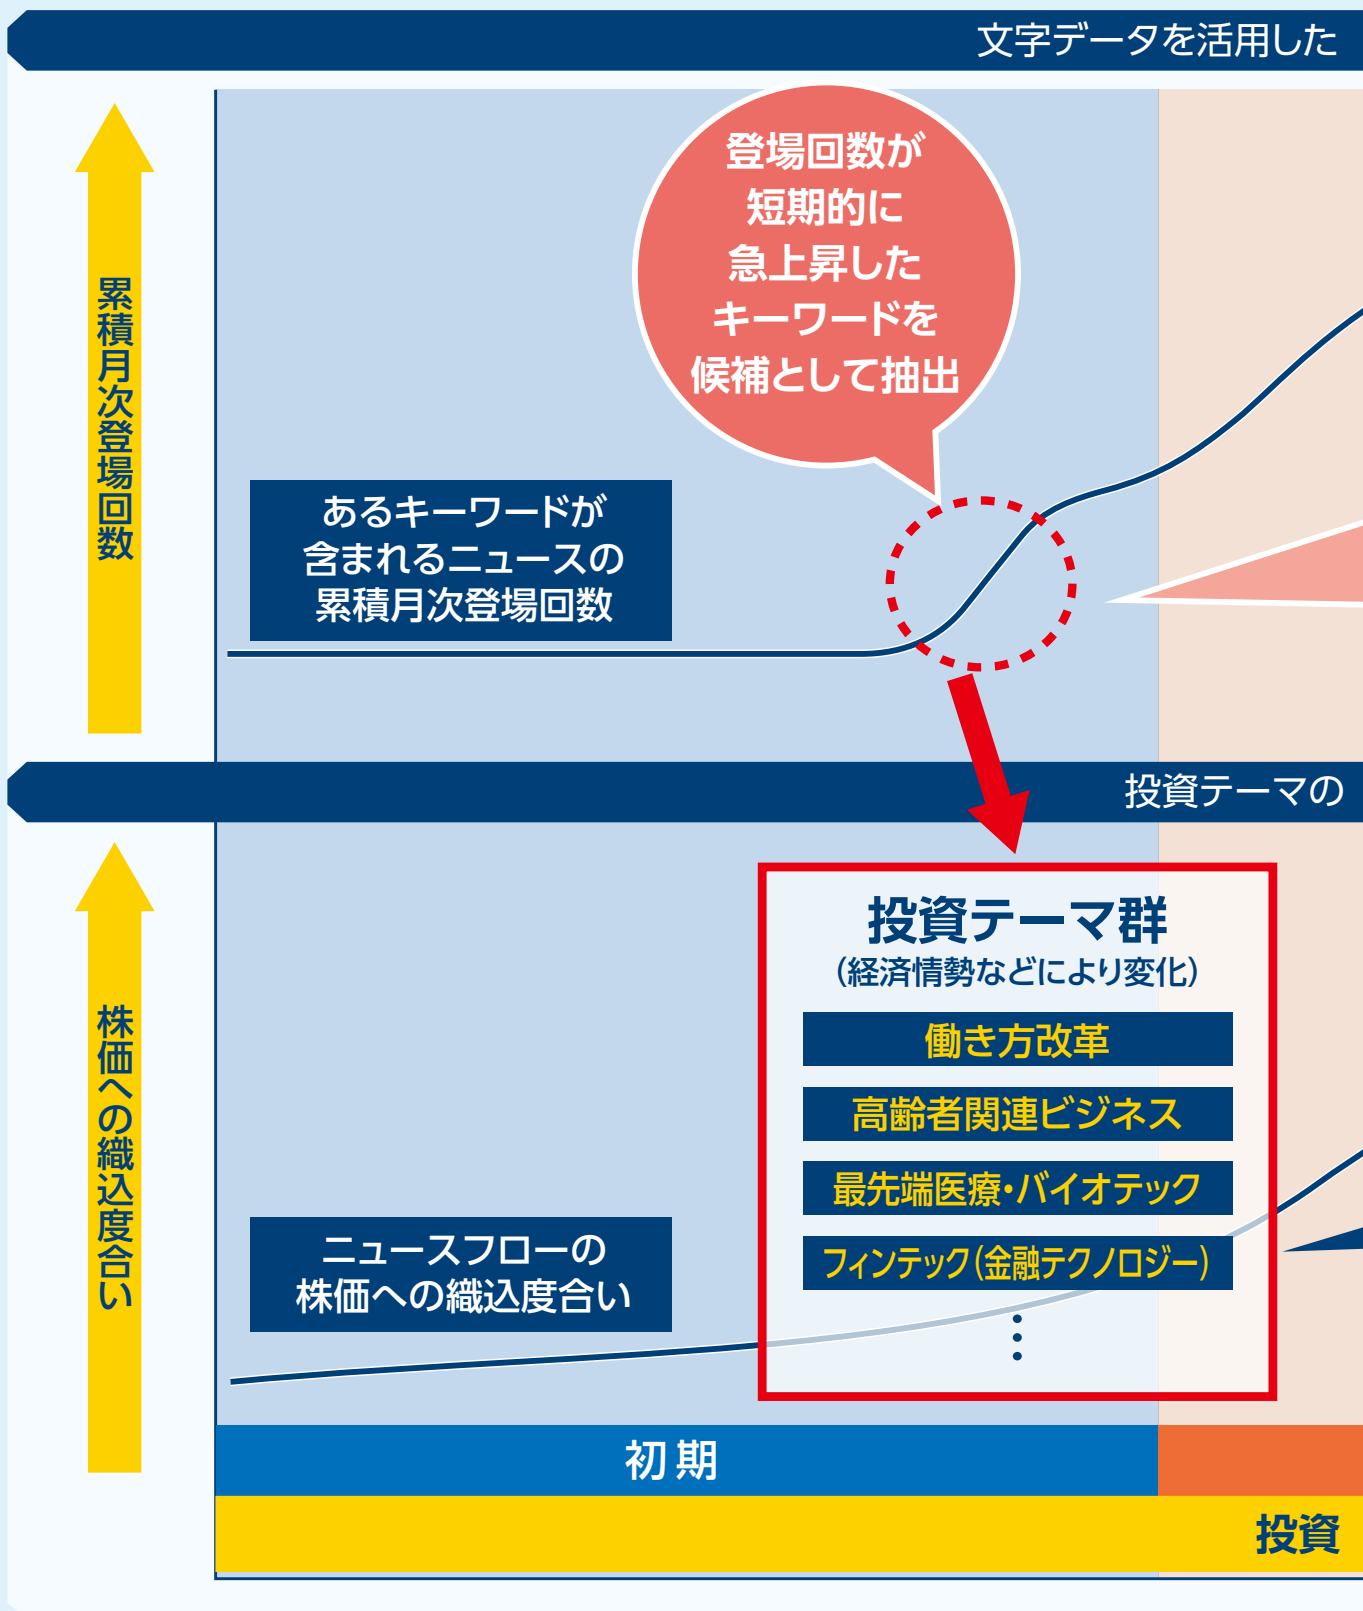 文字データを活用した
累積月次登場回数
登場回数が
短期的に
急上昇した
キーワードを
候補として抽出
あるキーワードが
含まれるニュースの
累積月次登場回数
投資テーマの
株価への織込度合い
投資テーマ群
（経済情勢などにより変化）
働き方改革
高齢者関連ビジネス
最先端医療・バイオテック
フィンテック（金融テクノロジー）
ニュースフローの
株価への織込度合い
初期
投資